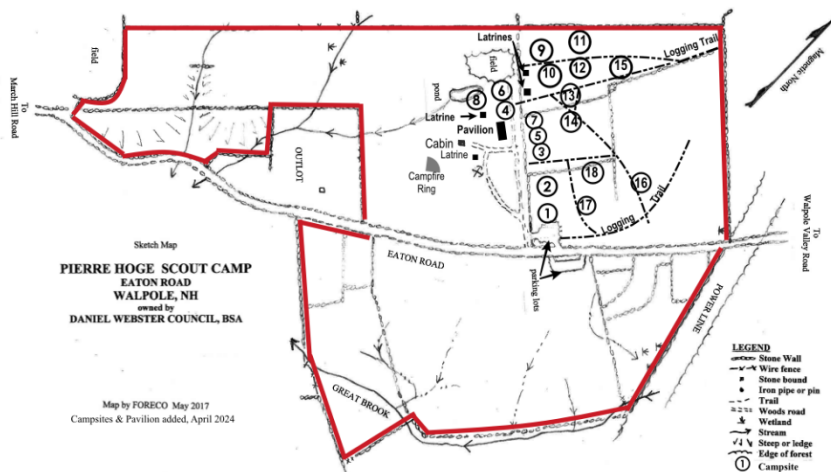 To
March Hill Road
field
OUTLOT
Sketch Map
PIERRE HOGE SCOUT CAMP
EATON ROAD
WALPOLE, NH
owned by
DANIEL WEBSTER COUNCIL, BSA
Map by FORECO May 2017
Campsites & Pavilion added, April 2024
GREAT BROOK
EATON ROAD
Latrines
field
pond
Latrine
Pavilion
Cabin
Latrine
Campfire
Ring
9
11
10
12
15
Logging Trail
6
8
4
13
14
7
5
3
18
2
17
16
1
Logging
Trail
parking lots
Magnetic North
To
Walpole Valley Road
POWER LINE
LEGEND
Stone Wall
Wire fence
Stone bound
Iron pipe or pin
Trail
Woods road
Wetland
Stream
Steep or ledge
Edge of forest
1 Campsite